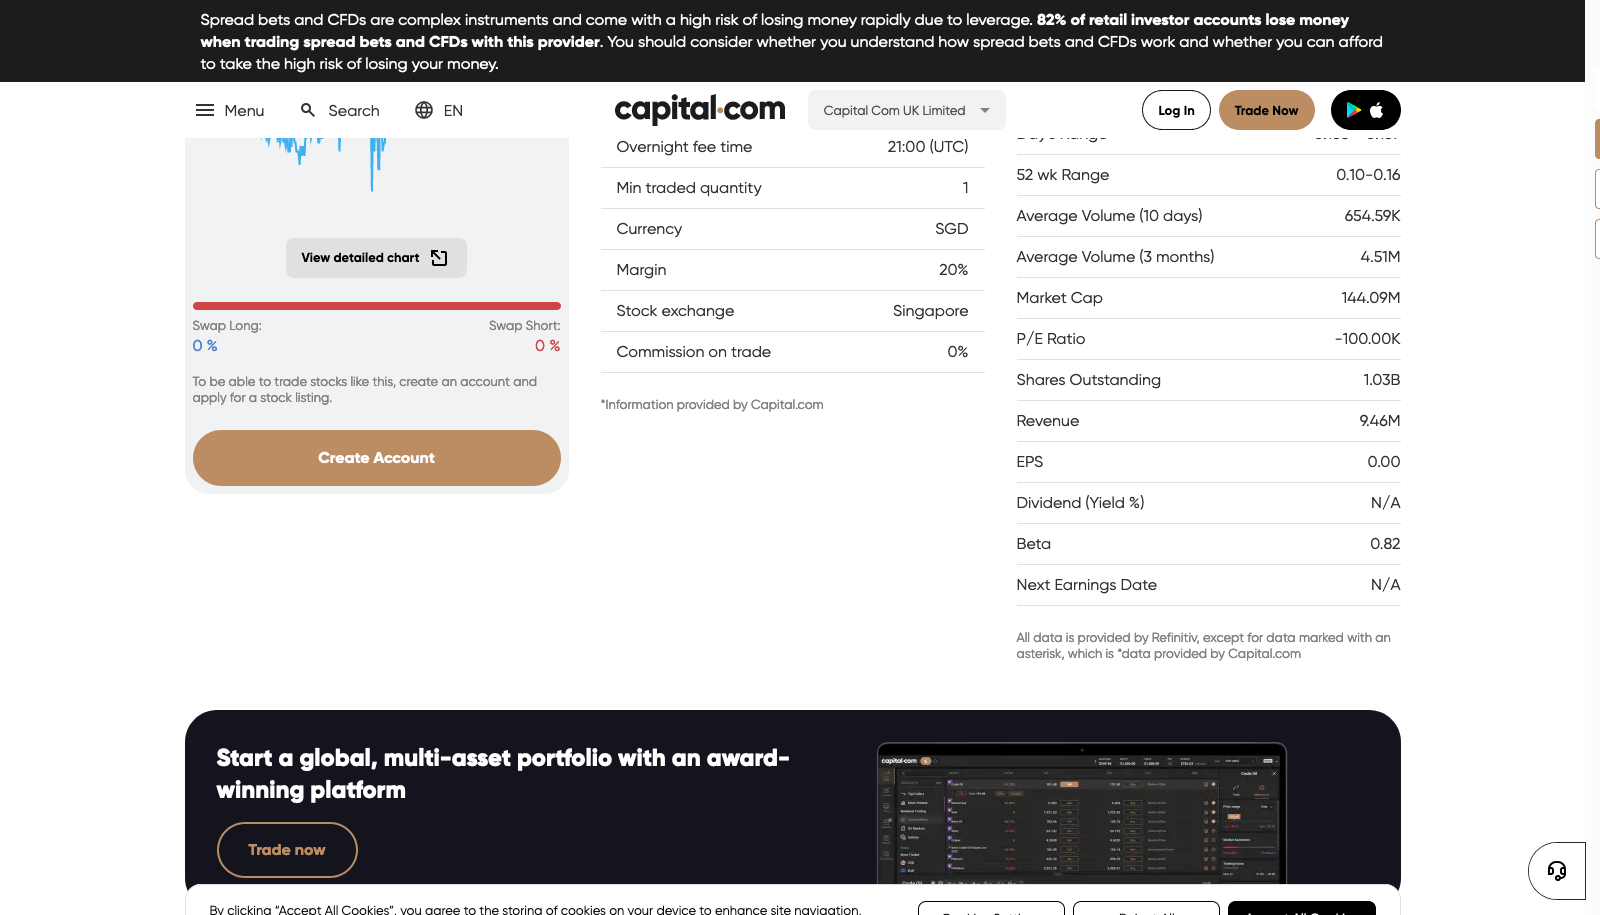 Spread bets and CFDs are complex instruments and come with a high risk of losing money rapidly due to leverage. 82% of retail investor accounts lose money
when trading spread bets and CFDs with this provider. You should consider whether you understand how spread bets and CFDs work and whether you can afford
to take the high risk of losing your money.
Menu
Search
EN
capital.com
Capital Com UK Limited
Log In
Trade Now
View detailed chart
Swap Long:
Swap Short:
0 %
0 %
To be able to trade stocks like this, create an account and
apply for a stock listing.
Create Account
Overnight fee time 21:00 (UTC)
Min traded quantity 1
Currency SGD
Margin 20%
Stock exchange Singapore
Commission on trade 0%
*Information provided by Capital.com
52 wk Range 0.10-0.16
Average Volume (10 days) 654.59K
Average Volume (3 months) 4.51M
Market Cap 144.09M
P/E Ratio -100.00K
Shares Outstanding 1.03B
Revenue 9.46M
EPS 0.00
Dividend (Yield %) N/A
Beta 0.82
Next Earnings Date N/A
All data is provided by Refinitiv, except for data marked with an
asterisk, which is *data provided by Capital.com
Start a global, multi-asset portfolio with an award-
winning platform
Trade now
capital.com
By clicking "Accept All Cookies", you agree to the storing of cookies on your device to enhance site navigation,